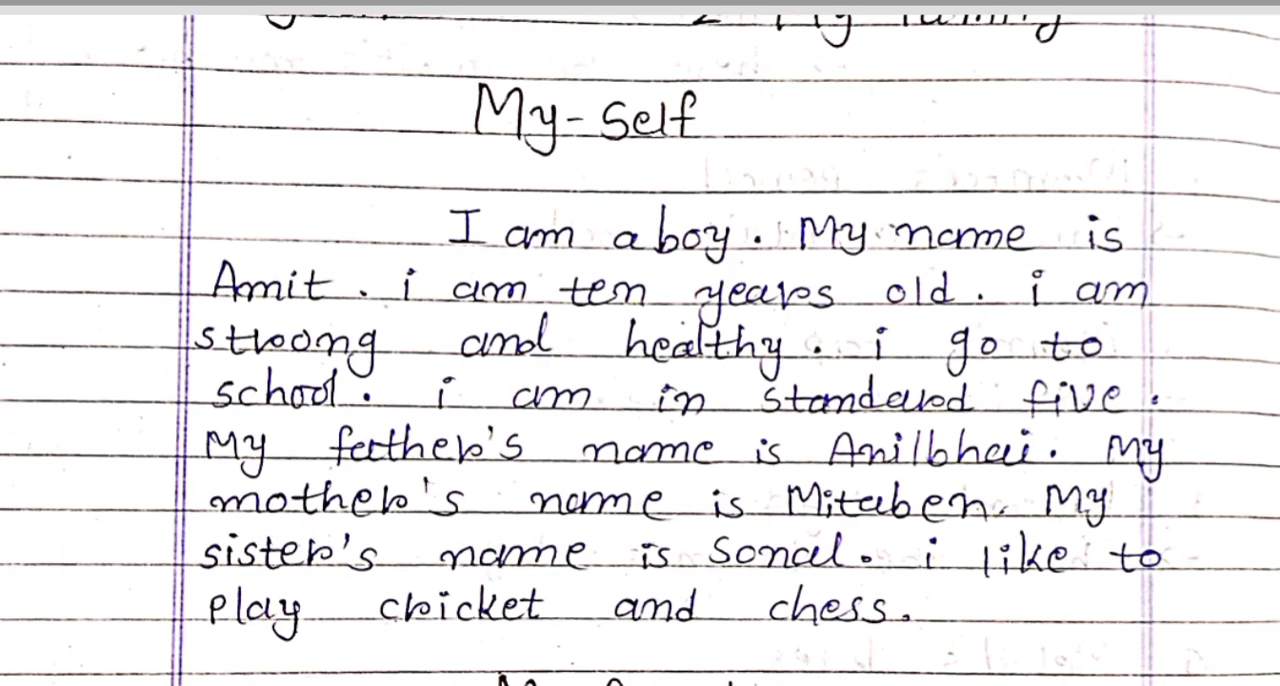 My-Self
I am a boy. My name is
Amit. i am ten years old. i am
strong and healthy. i go to
school. i am in standard five.
My father's name is Anilbhai. My
mother's name is Mitaben. My
sister's name is Sonal. i like to
play cricket and chess.